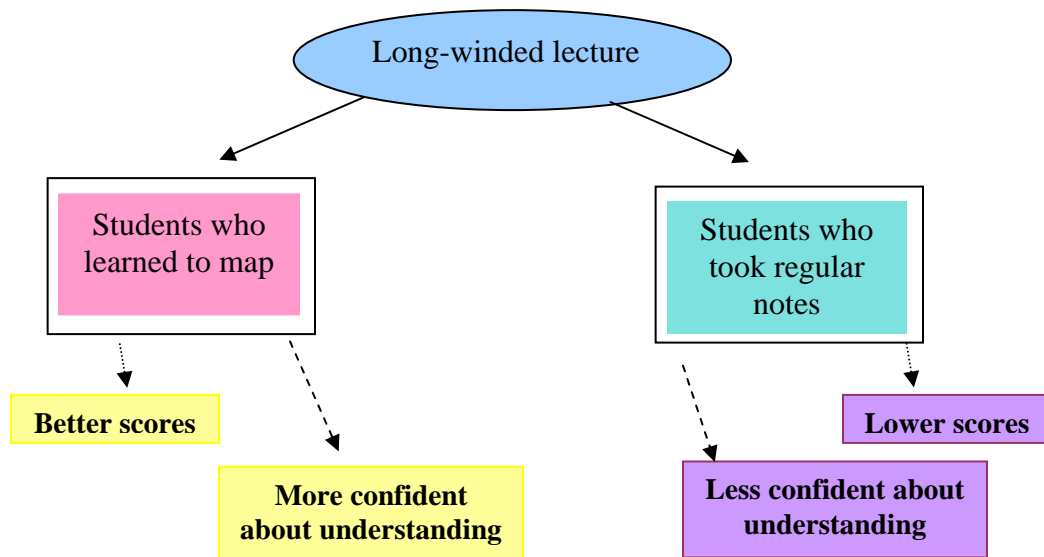 Long-winded lecture
Students who
learned to map
Students who
took regular
notes
Better scores
Lower scores
More confident
about understanding
Less confident about
understanding